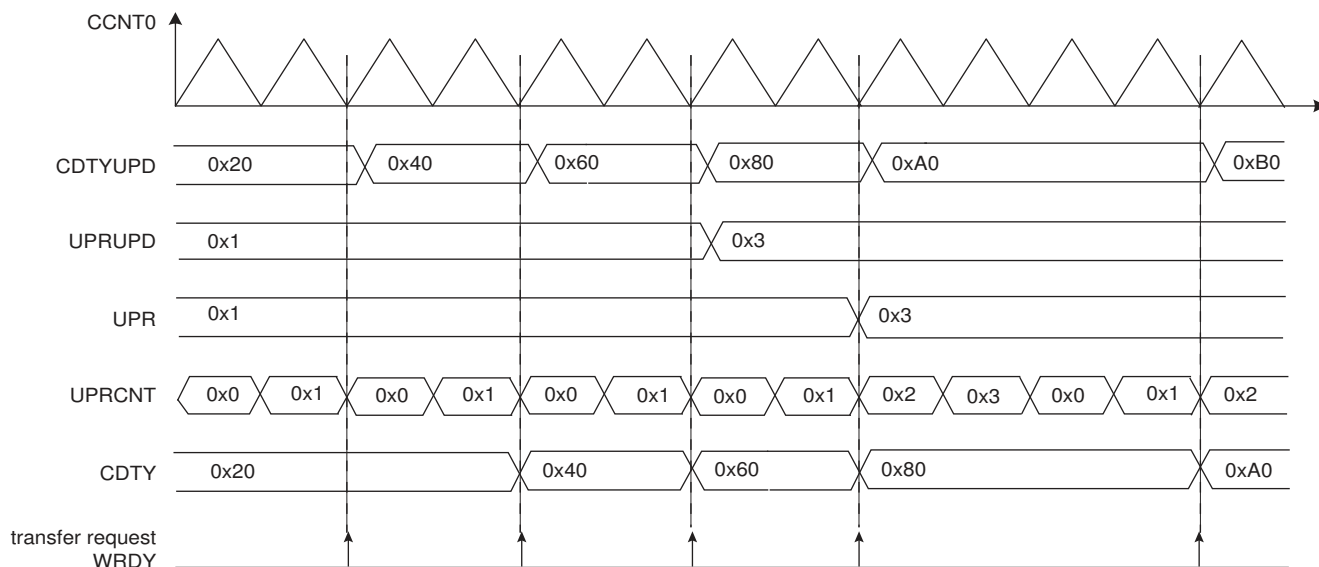 CCNT0
CDTYUPD 0x20 0x40 0x60 0x80 0xA0 0xB0
UPRUPD 0x1 0x3
UPR 0x1 0x3
UPRCNT 0x0 0x1 0x0 0x1 0x0 0x1 0x0 0x1 0x2 0x3 0x0 0x1 0x2
CDTY 0x20 0x40 0x60 0x80 0xA0
transfer request
WRDY